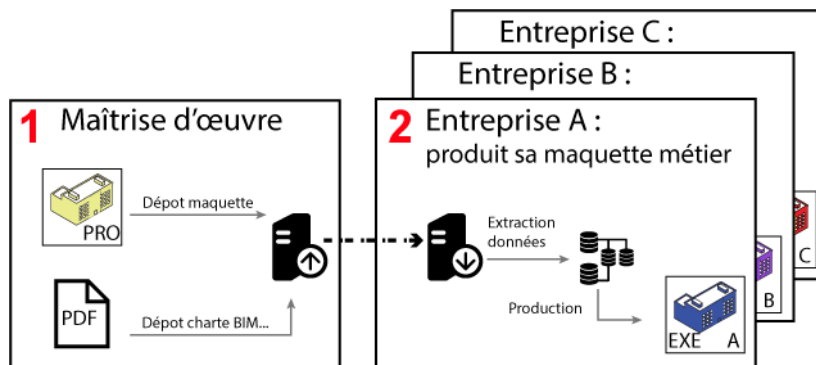 Entreprise C :
Entreprise B :
1 Maîtrise d'œuvre
2 Entreprise A :
produit sa maquette métier
Dépot maquette
PRO
Extraction
données
PDF
Dépot charte BIM...
Production
EXE A
B
C